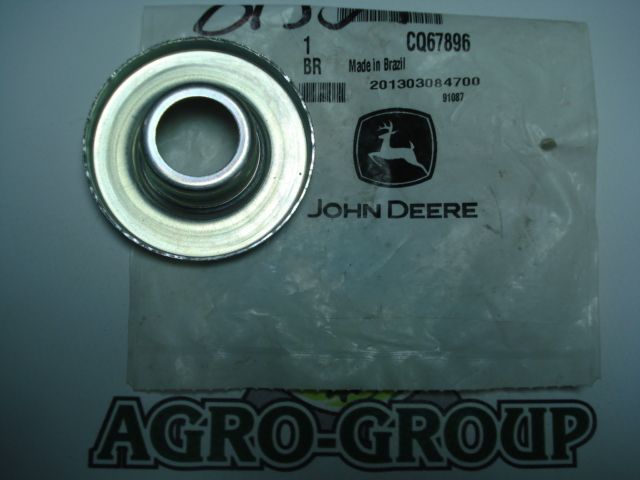 1 CQ67896
BR Made in Brazil
201303084700
91087
JOHN DEERE
AGRO-GROUP